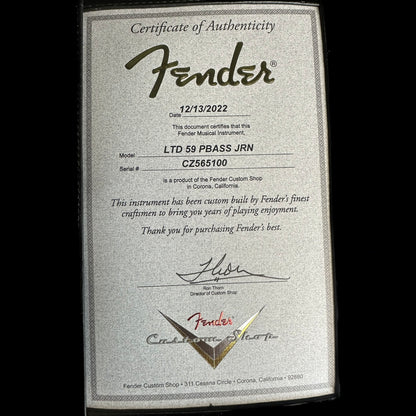 Certificate of Authenticity
Fender®
12/13/2022
Date
This document certifies that this
Fender Musical Instrument,
Model LTD 59 PBASS JRN
Serial # CZ565100
is a product of the Fender Custom Shop
in Corona, California
This instrument has been custom built by Fender's finest
craftsmen to bring you years of playing enjoyment.
Thank you for purchasing Fender's best.
Ron Thorn
Director of Custom Shop
Fender
Custom Shop
Fender Custom Shop • 311 Cessna Circle • Corona, California • 92880